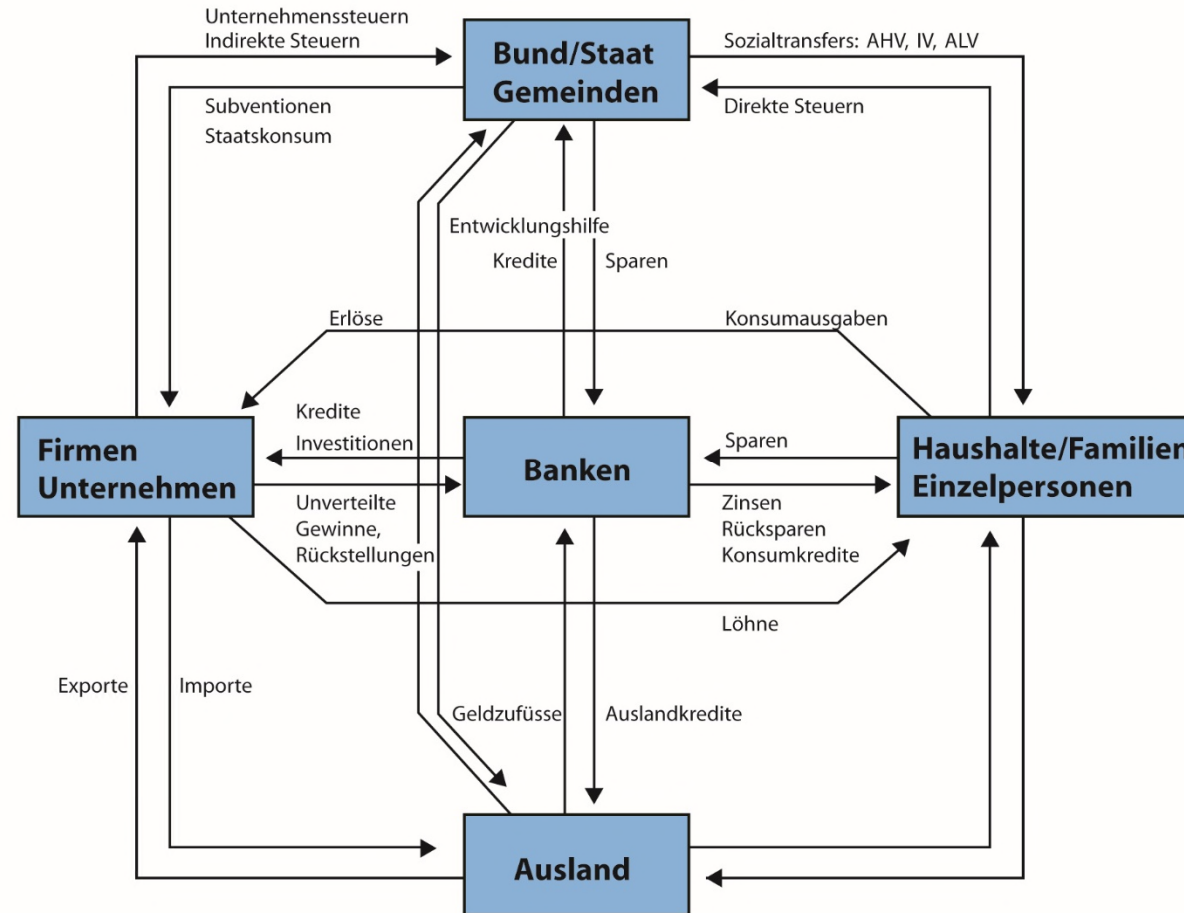 Unternehmenssteuern
Indirekte Steuern
Bund/Staat
Gemeinden
Sozialtransfers: AHV, IV, ALV
Subventionen
Staatskonsum
Direkte Steuern
Entwicklungshilfe
Kredite
Sparen
Erlöse
Konsumausgaben
Kredite
Investitionen
Firmen
Unternehmen
Banken
Sparen
Haushalte/Familien
Einzelpersonen
Unverteilte
Gewinne,
Rückstellungen
Zinsen
Rücksparen
Konsumkredite
Löhne
Exporte
Importe
Geldzufüsse
Auslandkredite
Ausland